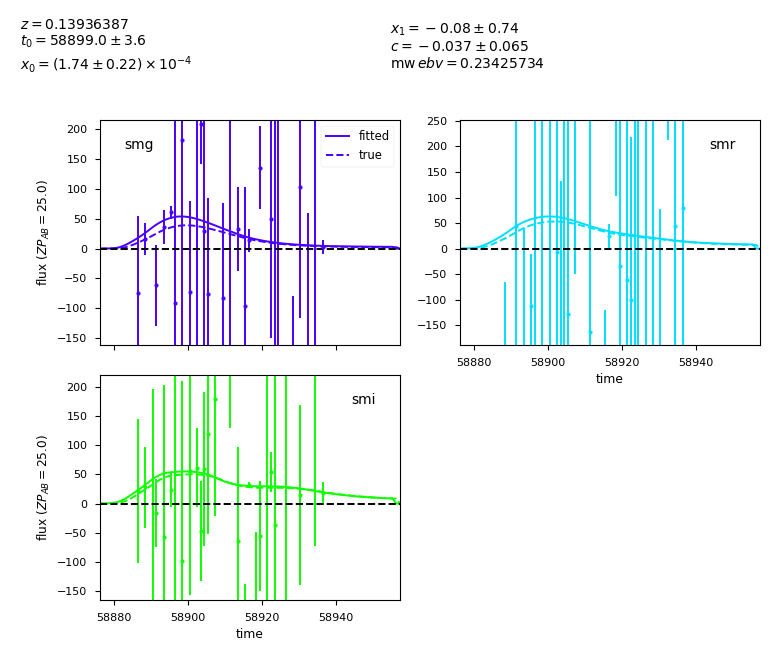 z = 0.13936387
t₀ = 58899.0 ± 3.6
x₀ = (1.74 ± 0.22) × 10⁻⁴
x₁ = −0.08 ± 0.74
c = −0.037 ± 0.065
mw ebv = 0.23425734
smg
fitted
true
200
150
100
50
0
−50
−100
−150
flux (ZP_AB = 25.0)
smr
250
200
150
100
50
0
−50
−100
−150
58880 58900 58920 58940
time
smi
200
150
100
50
0
−50
−100
−150
flux (ZP_AB = 25.0)
58880 58900 58920 58940
time